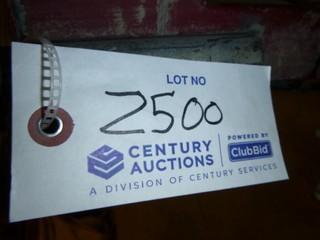 LOT NO
2500
CENTURY
AUCTIONS
POWERED BY
ClubBid
A DIVISION OF CENTURY SERVICES